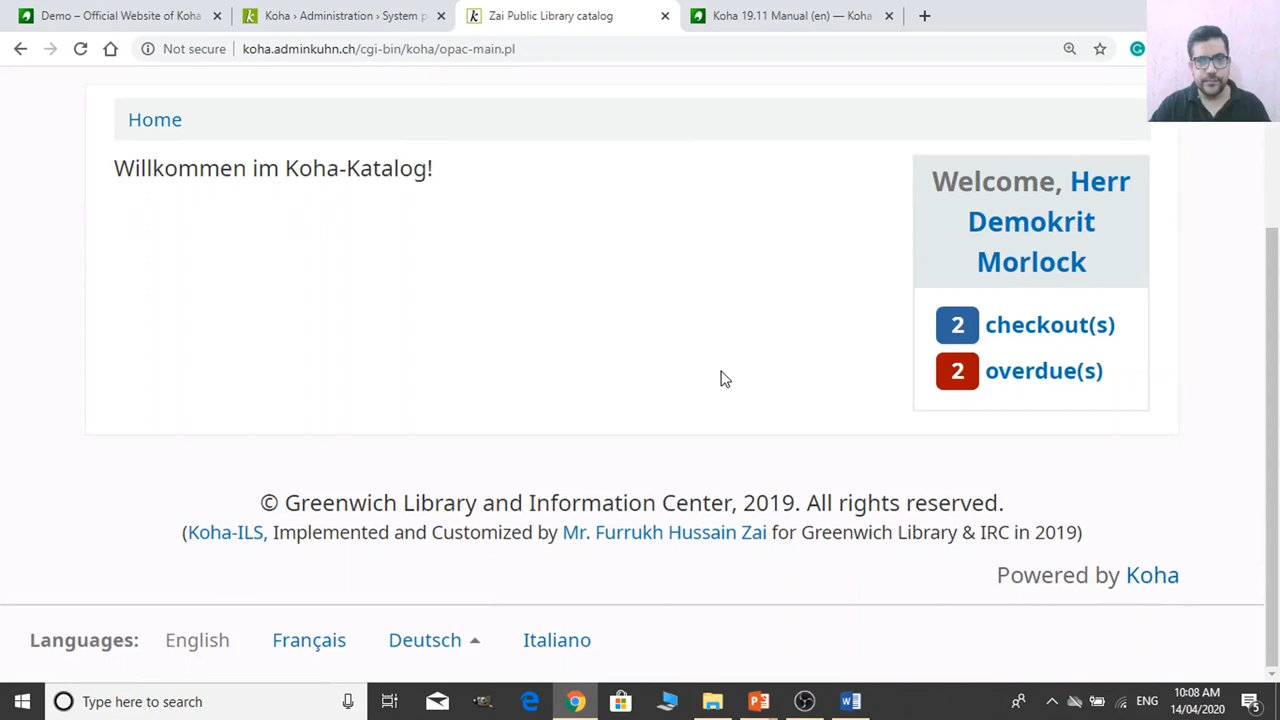 Demo – Official Website of Koha
Koha › Administration › System p
Zai Public Library catalog
Koha 19.11 Manual (en) — Koha
Not secure
koha.adminkuhn.ch/cgi-bin/koha/opac-main.pl
Home
Willkommen im Koha-Katalog!
Welcome, Herr
Demokrit
Morlock
2 checkout(s)
2 overdue(s)
© Greenwich Library and Information Center, 2019. All rights reserved.
(Koha-ILS, Implemented and Customized by Mr. Furrukh Hussain Zai for Greenwich Library & IRC in 2019)
Powered by Koha
Languages: English Français Deutsch Italiano
Type here to search
ENG
10:08 AM
14/04/2020
5